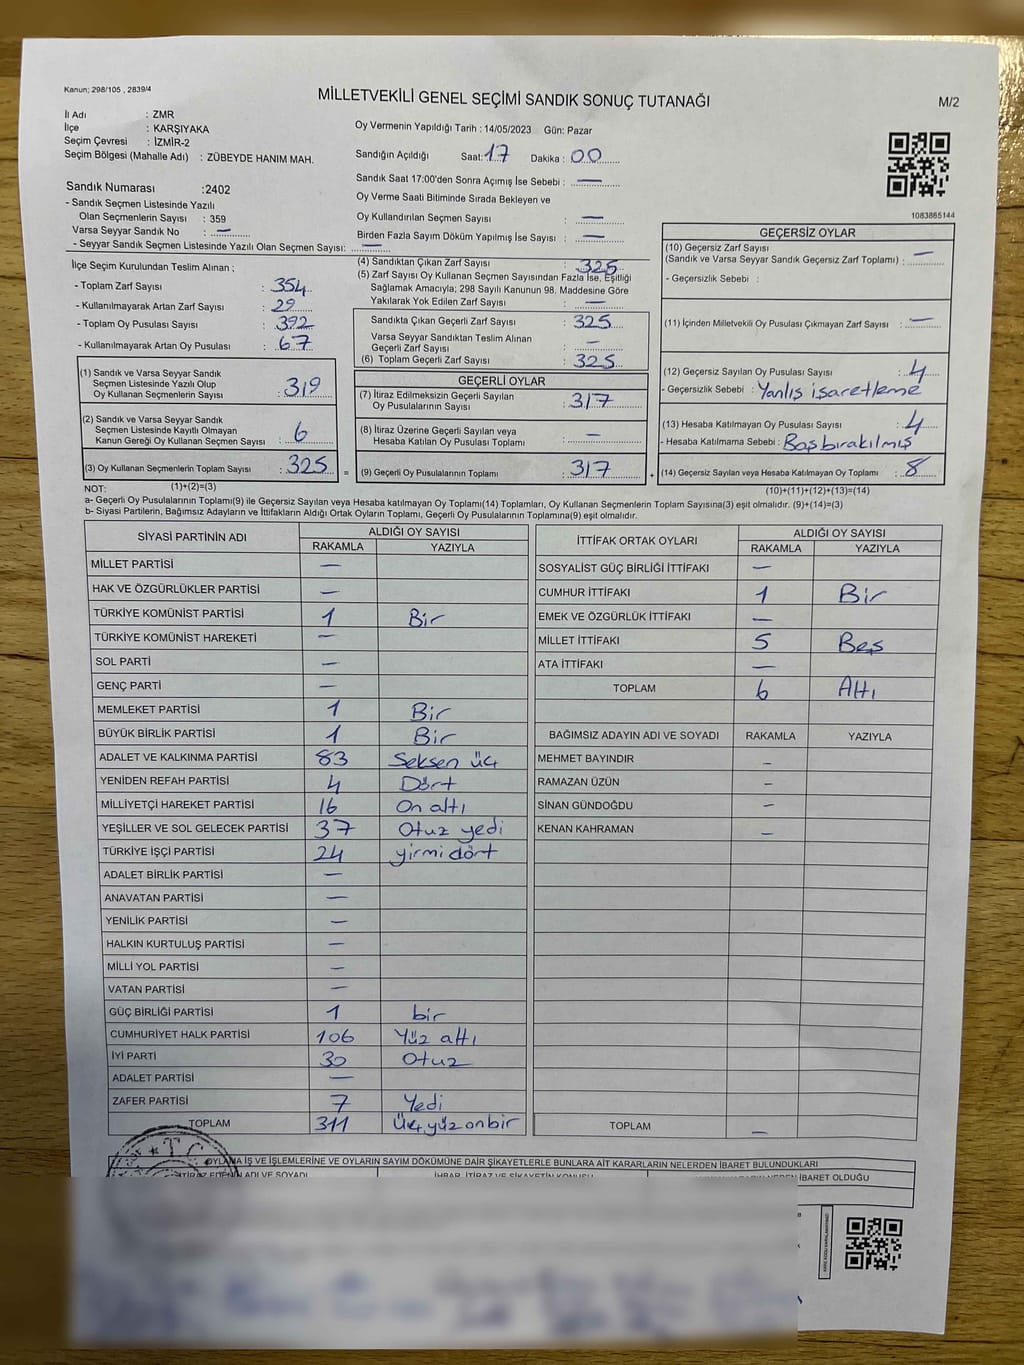 Kanun; 298/105 , 2839/4
MİLLETVEKİLİ GENEL SEÇİMİ SANDIK SONUÇ TUTANAĞI
M/2
İl Adı : ZMR
İlçe : KARŞIYAKA
Seçim Çevresi : İZMİR-2
Seçim Bölgesi (Mahalle Adı) : ZÜBEYDE HANIM MAH.
Oy Vermenin Yapıldığı Tarih : 14/05/2023 Gün: Pazar
Sandığın Açıldığı Saat: 17 Dakika : 00
Sandık Saat 17:00'den Sonra Açımış İse Sebebi : —
Oy Verme Saati Bitiminde Sırada Bekleyen ve
Oy Kullandırılan Seçmen Sayısı : —
Birden Fazla Sayım Döküm Yapılmış İse Sayısı : —
Sandık Numarası :2402
- Sandık Seçmen Listesinde Yazılı
Olan Seçmenlerin Sayısı : 359
Varsa Seyyar Sandık No : —
- Seyyar Sandık Seçmen Listesinde Yazılı Olan Seçmen Sayısı: —
1083865144
İlçe Seçim Kurulundan Teslim Alınan ;
- Toplam Zarf Sayısı : 354
- Kullanılmayarak Artan Zarf Sayısı : 29
- Toplam Oy Pusulası Sayısı : 392
- Kullanılmayarak Artan Oy Pusulası : 67
(4) Sandıktan Çıkan Zarf Sayısı : 325
(5) Zarf Sayısı Oy Kullanan Seçmen Sayısından Fazla İse, Eşitliği
Sağlamak Amacıyla; 298 Sayılı Kanunun 98. Maddesine Göre
Yakılarak Yok Edilen Zarf Sayısı : —
Sandıkta Çıkan Geçerli Zarf Sayısı : 325
Varsa Seyyar Sandıktan Teslim Alınan
Geçerli Zarf Sayısı : —
(6) Toplam Geçerli Zarf Sayısı : 325
GEÇERSİZ OYLAR
(10) Geçersiz Zarf Sayısı
(Sandık ve Varsa Seyyar Sandık Geçersiz Zarf Toplamı) : —
- Geçersizlik Sebebi :
(11) İçinden Milletvekili Oy Pusulası Çıkmayan Zarf Sayısı : —
(12) Geçersiz Sayılan Oy Pusulası Sayısı : 4
- Geçersizlik Sebebi : Yanlış işaretleme
(13) Hesaba Katılmayan Oy Pusulası Sayısı : 4
- Hesaba Katılmama Sebebi : Boş bırakılmış
(14) Geçersiz Sayılan veya Hesaba Katılmayan Oy Toplamı : 8
(10)+(11)+(12)+(13)=(14)
(1) Sandık ve Varsa Seyyar Sandık
Seçmen Listesinde Yazılı Olup
Oy Kullanan Seçmenlerin Sayısı : 319
(2) Sandık ve Varsa Seyyar Sandık
Seçmen Listesinde Kayıtlı Olmayan
Kanun Gereği Oy Kullanan Seçmen Sayısı : 6
(3) Oy Kullanan Seçmenlerin Toplam Sayısı : 325 =
(1)+(2)=(3)
GEÇERLİ OYLAR
(7) İtiraz Edilmeksizin Geçerli Sayılan
Oy Pusulalarının Sayısı : 317
(8) İtiraz Üzerine Geçerli Sayılan veya
Hesaba Katılan Oy Pusulası Toplamı : —
(9) Geçerli Oy Pusulalarının Toplamı : 317 +
NOT:
a- Geçerli Oy Pusulalarının Toplamı(9) ile Geçersiz Sayılan veya Hesaba katılmayan Oy Toplamı(14) Toplamları, Oy Kullanan Seçmenlerin Toplam Sayısına(3) eşit olmalıdır. (9)+(14)=(3)
b- Siyasi Partilerin, Bağımsız Adayların ve İttifakların Aldığı Ortak Oyların Toplamı, Geçerli Oy Pusulalarının Toplamına(9) eşit olmalıdır.
SİYASİ PARTİNİN ADI ALDIĞI OY SAYISI
RAKAMLA YAZIYLA
MİLLET PARTİSİ —
HAK VE ÖZGÜRLÜKLER PARTİSİ —
TÜRKİYE KOMÜNİST PARTİSİ 1 Bir
TÜRKİYE KOMÜNİST HAREKETİ —
SOL PARTİ —
GENÇ PARTİ —
MEMLEKET PARTİSİ 1 Bir
BÜYÜK BİRLİK PARTİSİ 1 Bir
ADALET VE KALKINMA PARTİSİ 83 Seksen üç
YENİDEN REFAH PARTİSİ 4 Dört
MİLLİYETÇİ HAREKET PARTİSİ 16 On altı
YEŞİLLER VE SOL GELECEK PARTİSİ 37 Otuz yedi
TÜRKİYE İŞÇİ PARTİSİ 24 yirmi dört
ADALET BİRLİK PARTİSİ —
ANAVATAN PARTİSİ —
YENİLİK PARTİSİ —
HALKIN KURTULUŞ PARTİSİ —
MİLLİ YOL PARTİSİ —
VATAN PARTİSİ —
GÜÇ BİRLİĞİ PARTİSİ 1 bir
CUMHURİYET HALK PARTİSİ 106 Yüz altı
İYİ PARTİ 30 Otuz
ADALET PARTİSİ —
ZAFER PARTİSİ 7 Yedi
TOPLAM 311 üçyüz onbir
İTTİFAK ORTAK OYLARI ALDIĞI OY SAYISI
RAKAMLA YAZIYLA
SOSYALİST GÜÇ BİRLİĞİ İTTİFAKI —
CUMHUR İTTİFAKI 1 Bir
EMEK VE ÖZGÜRLÜK İTTİFAKI —
MİLLET İTTİFAKI 5 Beş
ATA İTTİFAKI —
TOPLAM 6 Altı
BAĞIMSIZ ADAYIN ADI VE SOYADI RAKAMLA YAZIYLA
MEHMET BAYINDIR —
RAMAZAN ÜZÜN —
SİNAN GÜNDOĞDU —
KENAN KAHRAMAN —
TOPLAM —
OYLAMA İŞ VE İŞLEMLERİNE VE OYLARIN SAYIM DÖKÜMÜNE DAİR ŞİKAYETLERLE BUNLARA AİT KARARLARIN NELERDEN İBARET BULUNDUKLARI
İTİRAZ EDENİN ADI VE SOYADI İHBAR, İTİRAZ VE ŞİKAYETİN KONUSU NEDEN İBARET OLDUĞU
T.C.